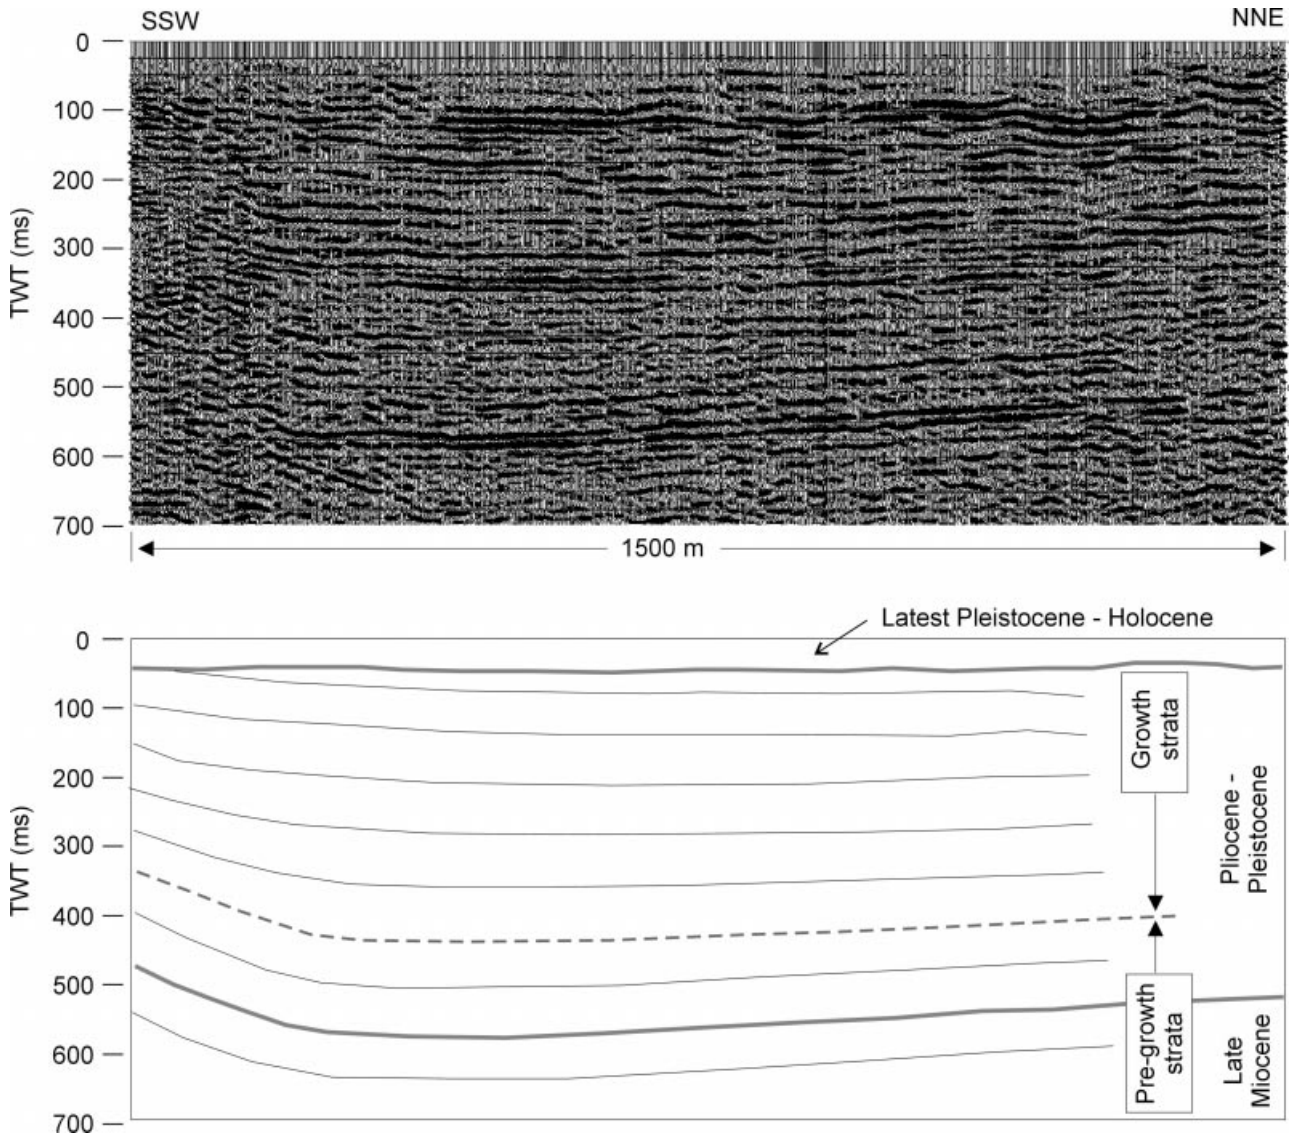 SSW
NNE
0
100
200
300
400
500
600
700
TWT (ms)
1500 m
Latest Pleistocene - Holocene
0
100
200
300
400
500
600
700
TWT (ms)
Growth
strata
Pliocene -
Pleistocene
Pre-growth
strata
Late
Miocene